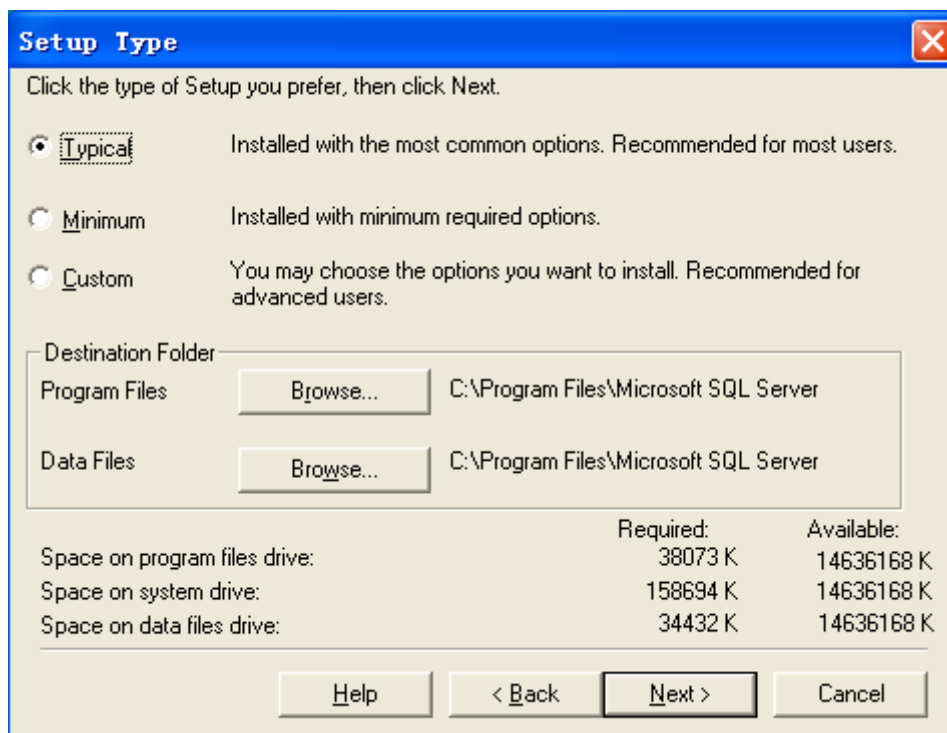 Setup Type
Click the type of Setup you prefer, then click Next.
Typical Installed with the most common options. Recommended for most users.
Minimum Installed with minimum required options.
Custom You may choose the options you want to install. Recommended for
advanced users.
Destination Folder
Program Files Browse... C:\Program Files\Microsoft SQL Server
Data Files Browse... C:\Program Files\Microsoft SQL Server
Required: Available:
Space on program files drive: 38073 K 14636168 K
Space on system drive: 158694 K 14636168 K
Space on data files drive: 34432 K 14636168 K
Help < Back Next > Cancel